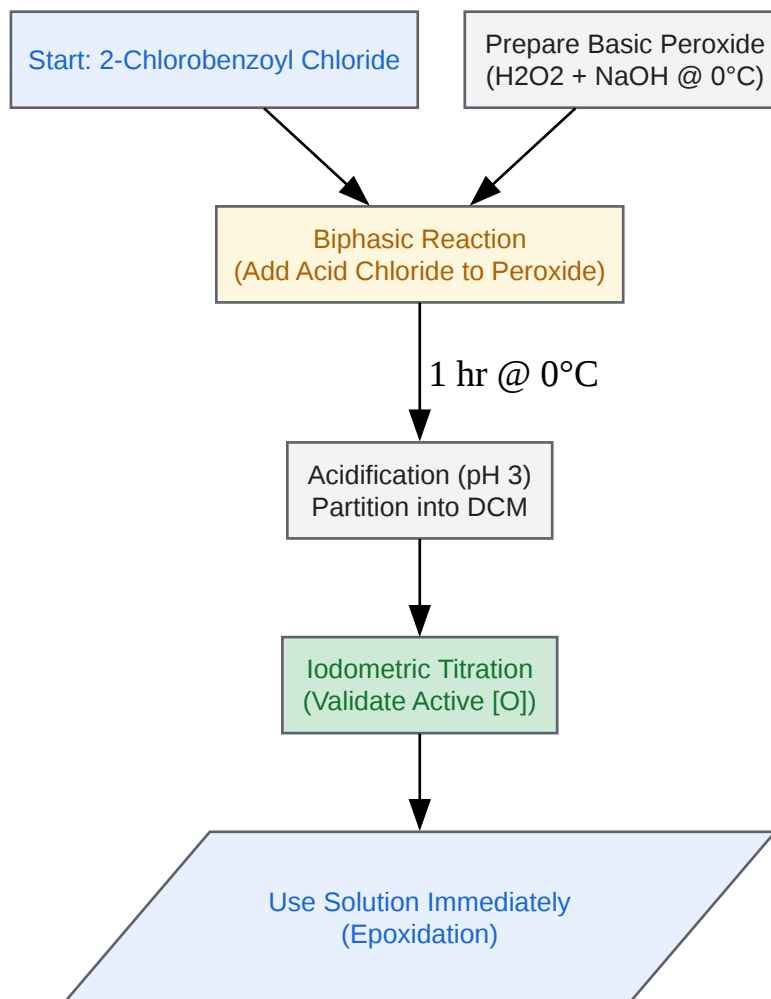 Start: 2-Chlorobenzoyl Chloride
Prepare Basic Peroxide
(H2O2 + NaOH @ 0°C)
Biphasic Reaction
(Add Acid Chloride to Peroxide)
1 hr @ 0°C
Acidification (pH 3)
Partition into DCM
Iodometric Titration
(Validate Active [O])
Use Solution Immediately
(Epoxidation)